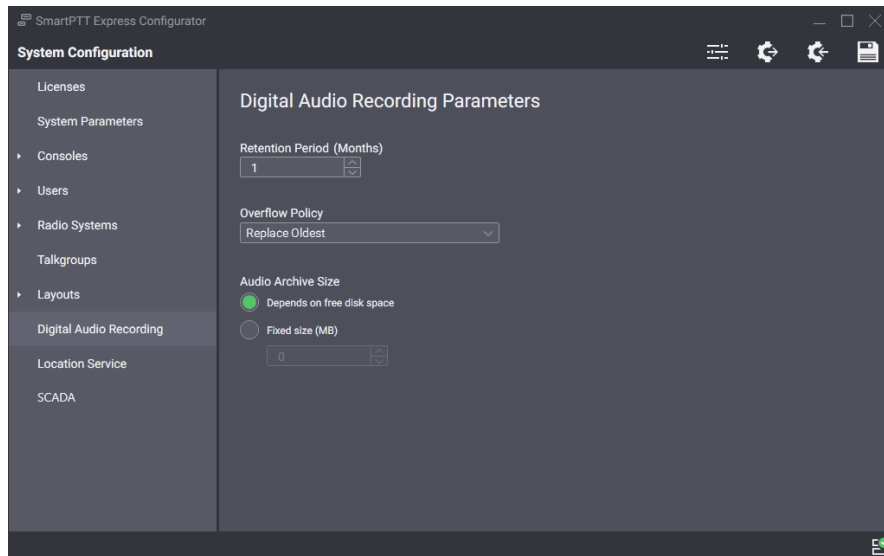 SmartPTT Express Configurator
System Configuration
Licenses
System Parameters
Consoles
Users
Radio Systems
Talkgroups
Layouts
Digital Audio Recording
Location Service
SCADA
Digital Audio Recording Parameters
Retention Period (Months)
1
Overflow Policy
Replace Oldest
Audio Archive Size
Depends on free disk space
Fixed size (MB)
0